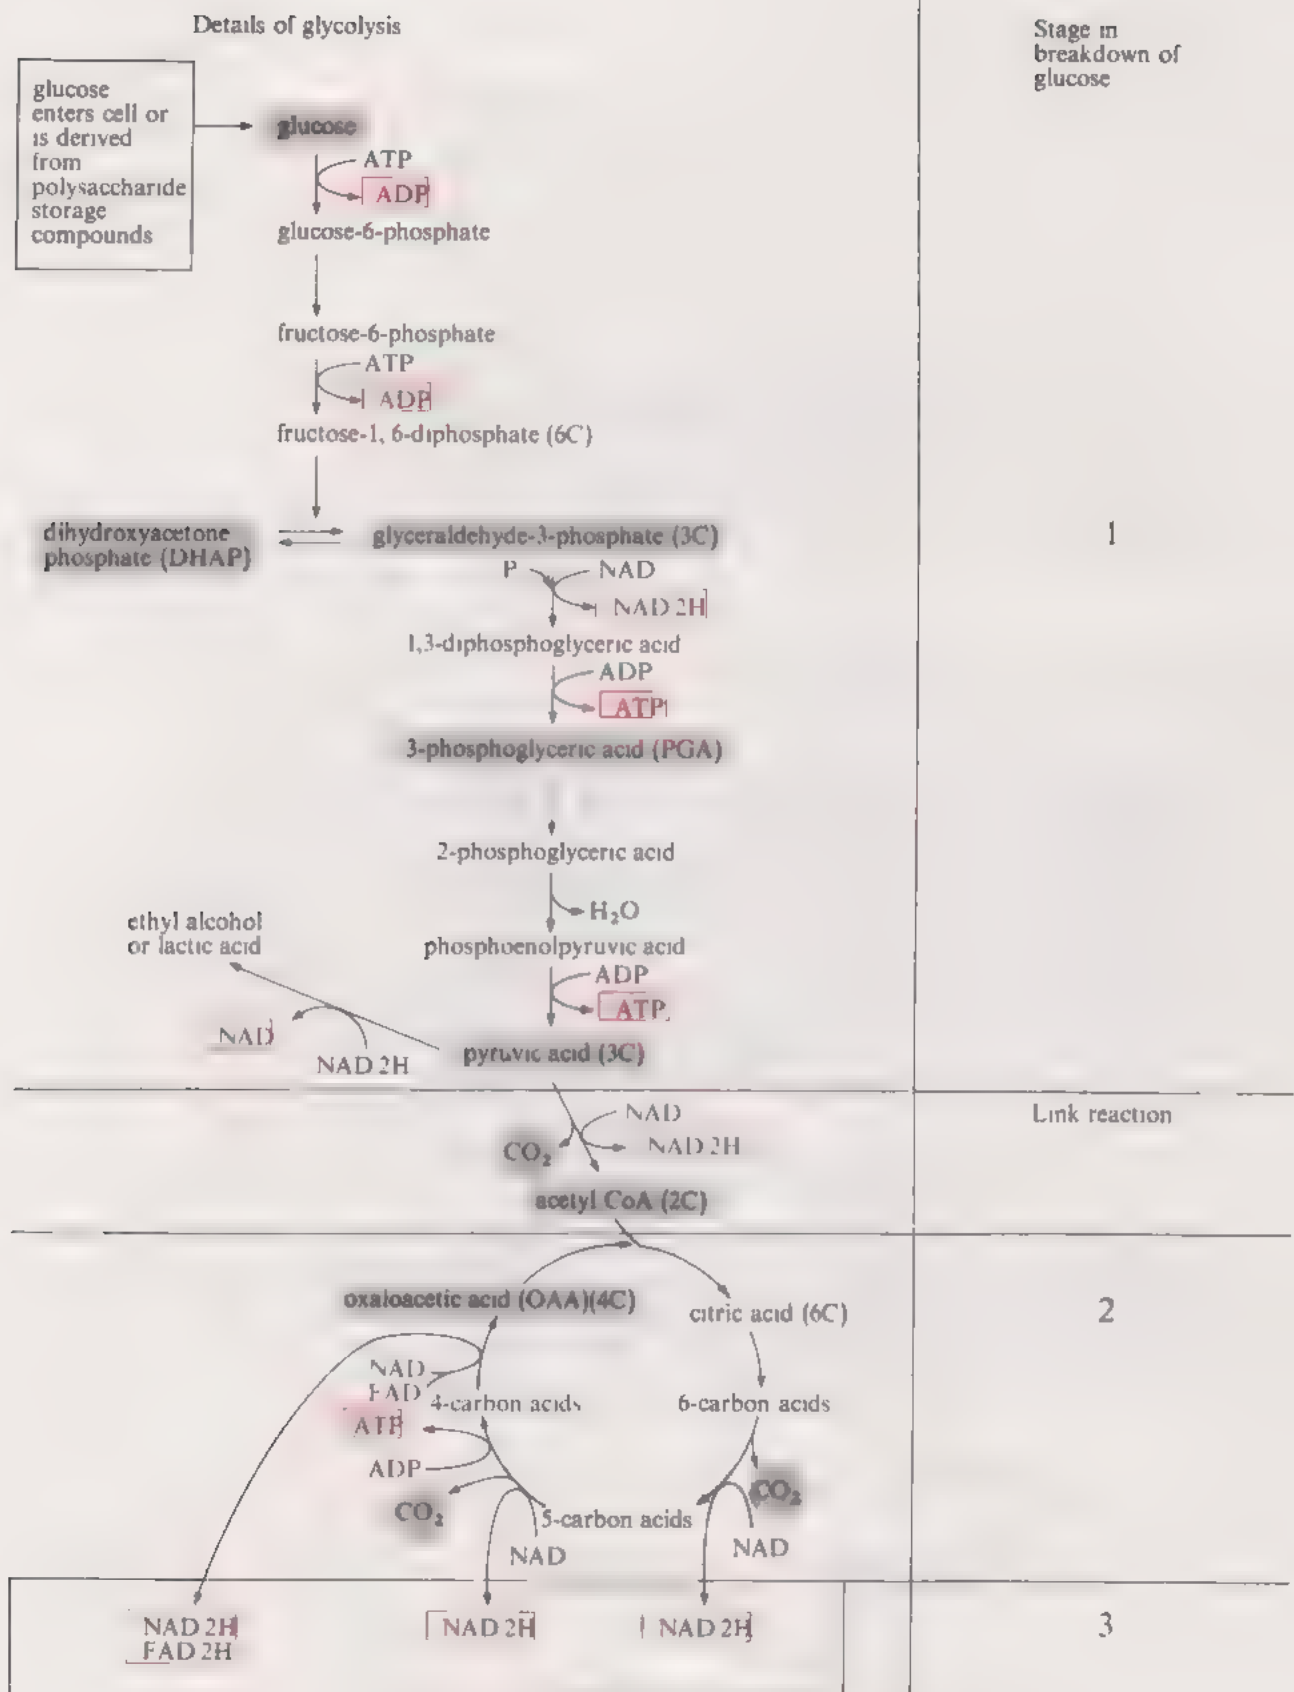 Details of glycolysis
Stage in
breakdown of
glucose
glucose
enters cell or
is derived
from
polysaccharide
storage
compounds
glucose
ATP
ADP
glucose-6-phosphate
fructose-6-phosphate
ATP
ADP
fructose-1, 6-diphosphate (6C)
dihydroxyacetone
phosphate (DHAP)
glyceraldehyde-3-phosphate (3C)
1
P
NAD
NAD 2H
1,3-diphosphoglyceric acid
ADP
ATP
3-phosphoglyceric acid (PGA)
2-phosphoglyceric acid
H₂O
ethyl alcohol
or lactic acid
phosphoenolpyruvic acid
ADP
ATP
NAD
NAD 2H
pyruvic acid (3C)
Link reaction
NAD
NAD 2H
CO₂
acetyl CoA (2C)
oxaloacetic acid (OAA)(4C)
citric acid (6C)
2
NAD
FAD
4-carbon acids
6-carbon acids
ATP
ADP
CO₂
CO₂
5-carbon acids
NAD
NAD
NAD 2H
FAD 2H
NAD 2H
NAD 2H
3